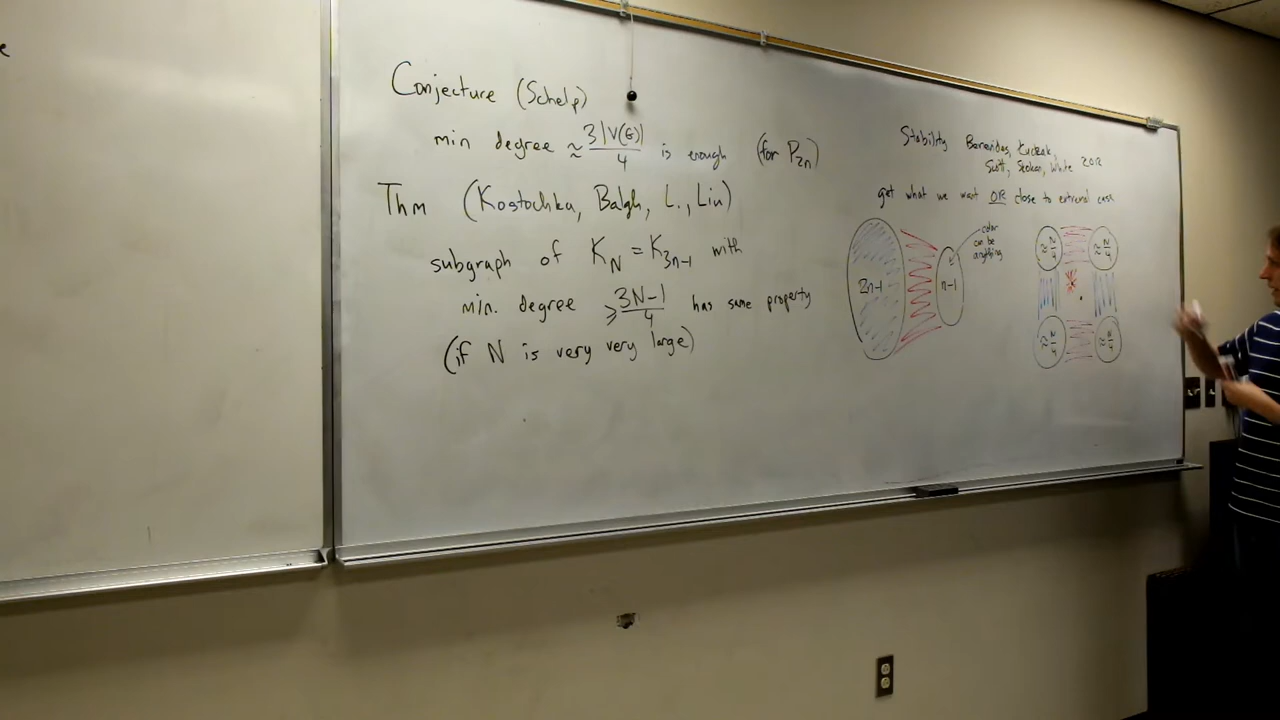 e
Conjecture (Schelp)
min degree ≈ 3|V(G)|/4 is enough (for P2n)
Thm (Kostochka, Balgh, L., Liu)
subgraph of KN = K3n-1 with
min. degree ≥ 3N-1/4 has same property
(if N is very very large)
Stability Benevides, Łuczak,
Scott, Skokan, White 2012
get what we want OR close to extremal case
2n-1
n-1
color
can be
anything
≈ N/4 ≈ N/4
≈ N/4 ≈ N/4